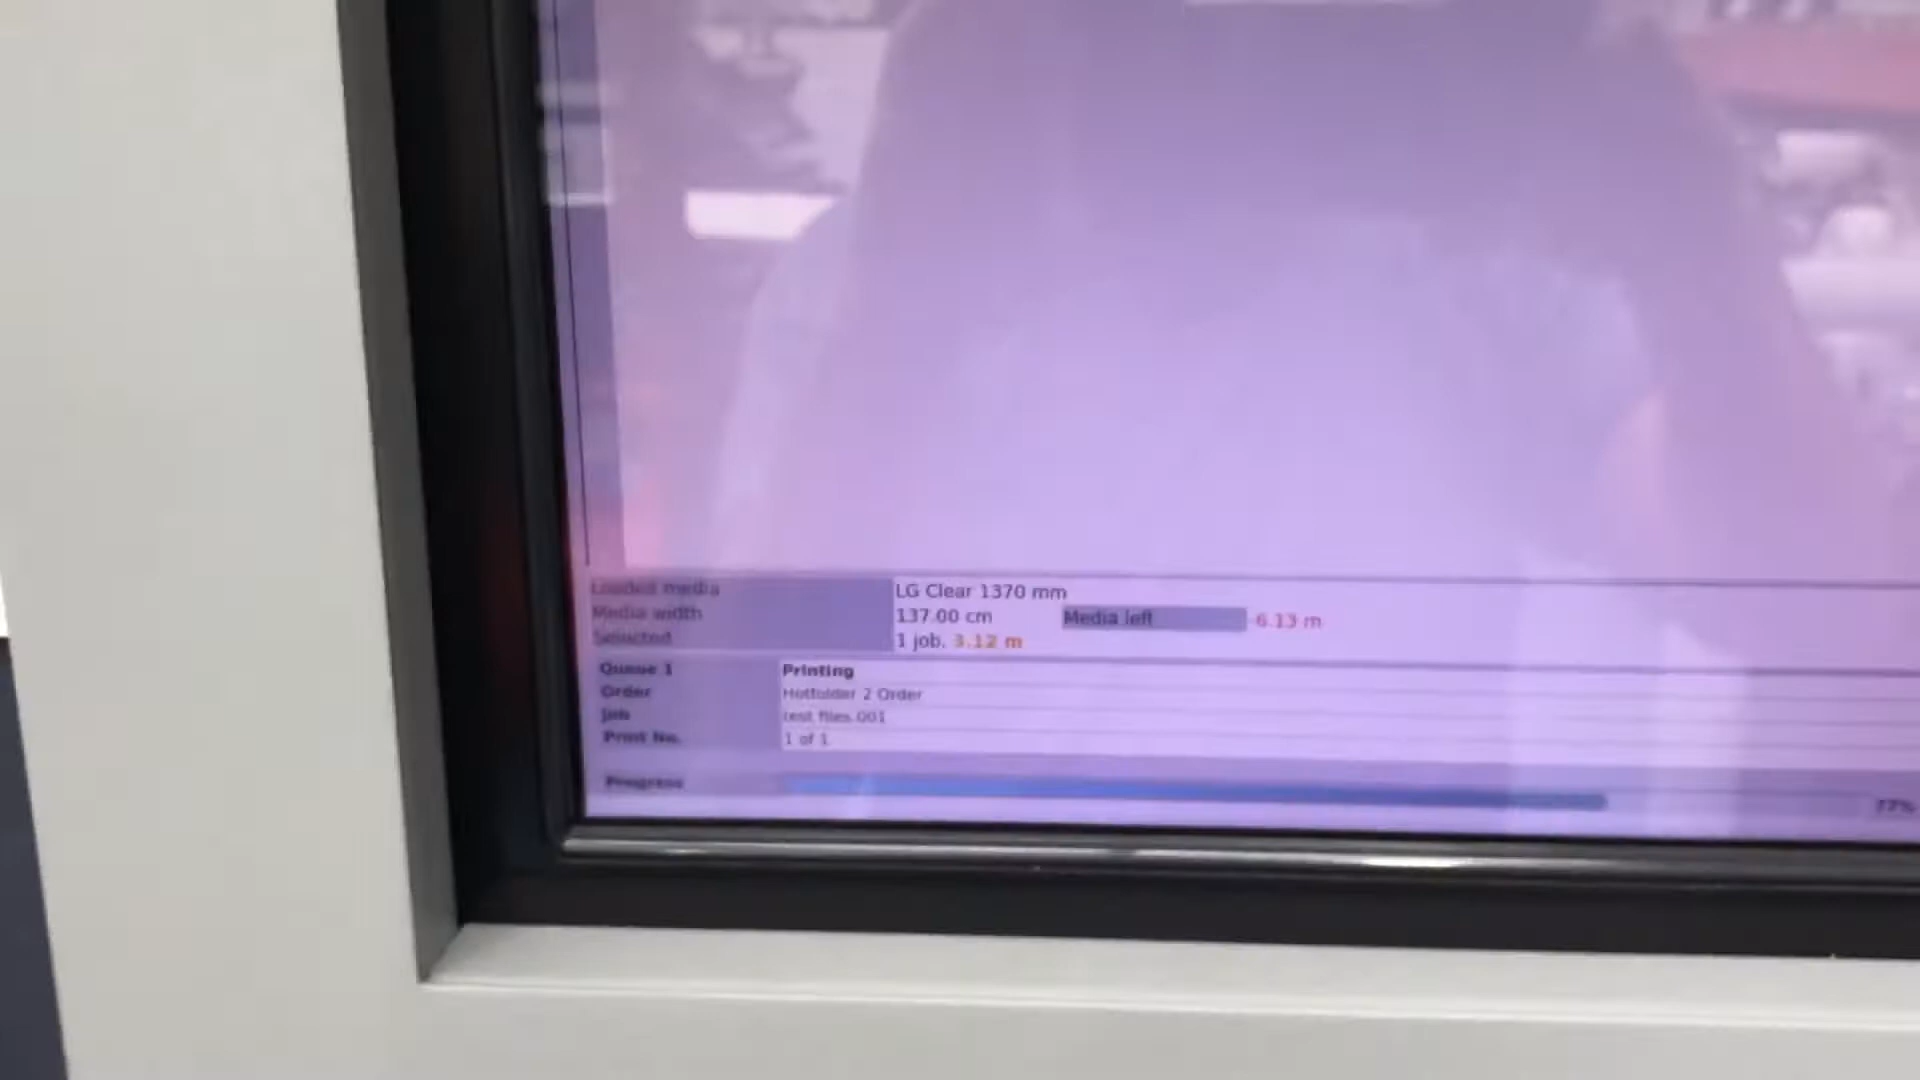 Loaded media LG Clear 1370 mm
Media width 137.00 cm Media left 6.13 m
Selected 1 job. 3.12 m
Queue 1 Printing
Order Hotfolder 2 Order
Job test files.001
Print No. 1 of 1
Progress 77%